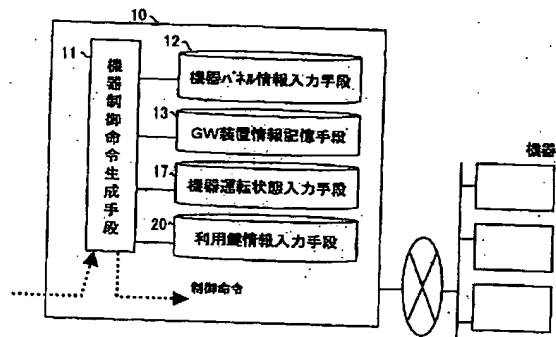 10
11
機器制御命令生成手段
12
機器パネル情報入力手段
13
GW装置情報記憶手段
17
機器運転状態入力手段
20
利用鍵情報入力手段
制御命令
機器